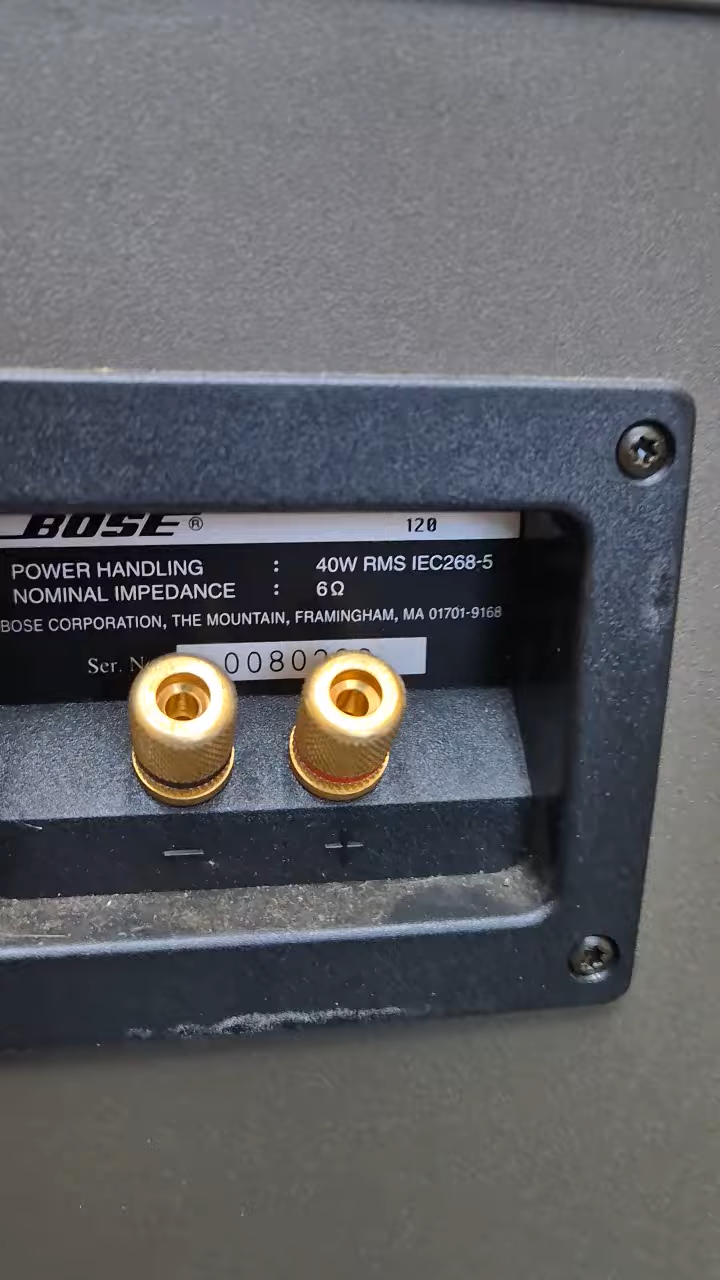 BOSE® 120
POWER HANDLING : 40W RMS IEC268-5
NOMINAL IMPEDANCE : 6Ω
BOSE CORPORATION, THE MOUNTAIN, FRAMINGHAM, MA 01701-9168
Ser.
- +